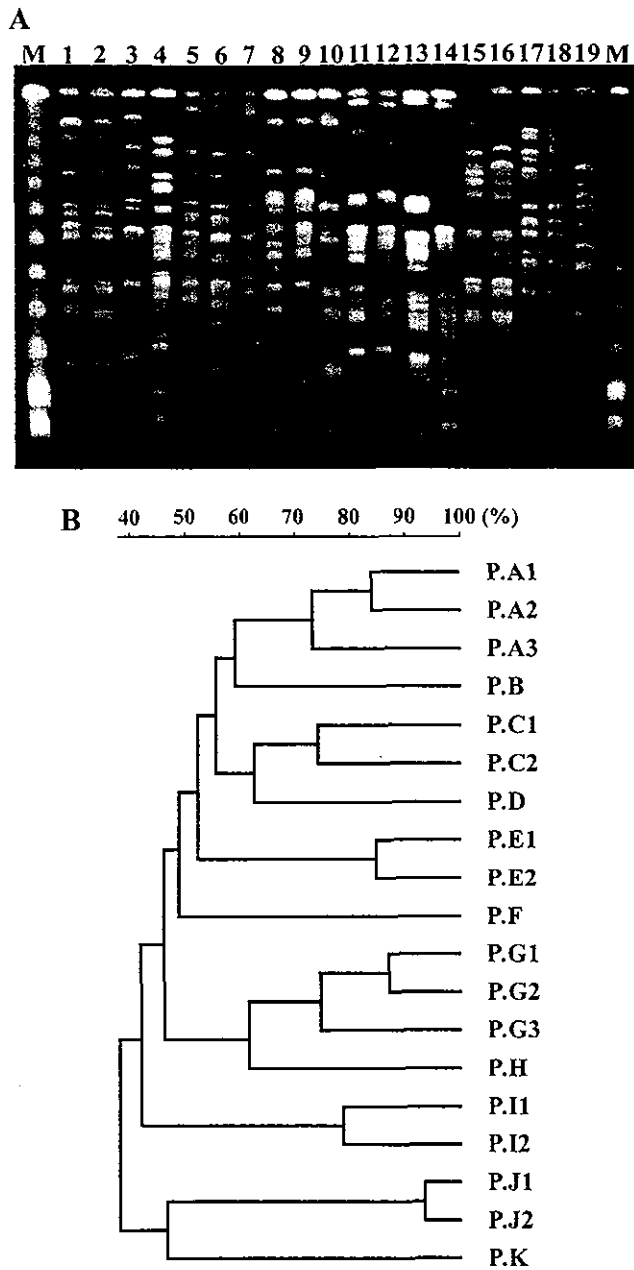 A
M 1 2 3 4 5 6 7 8 9 10 11 12 13 14 15 16 17 18 19 M
B 40 50 60 70 80 90 100 (%)
P.A1
P.A2
P.A3
P.B
P.C1
P.C2
P.D
P.E1
P.E2
P.F
P.G1
P.G2
P.G3
P.H
P.I1
P.I2
P.J1
P.J2
P.K